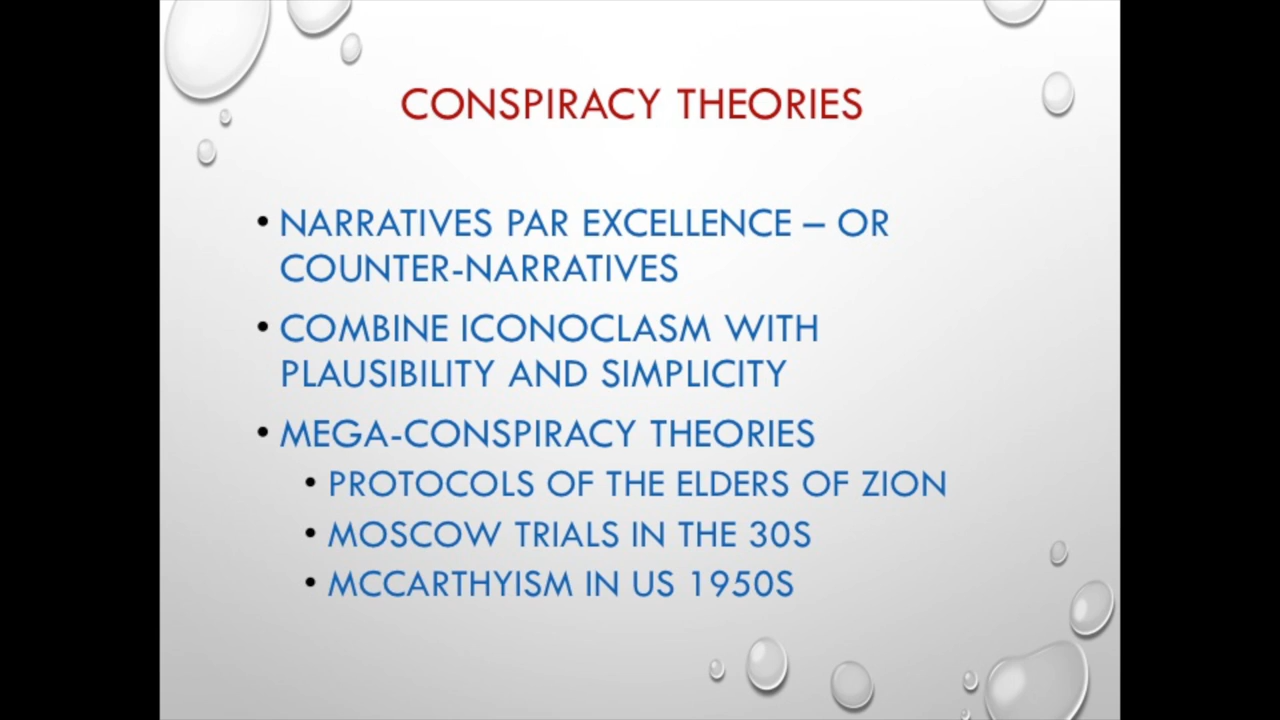 CONSPIRACY THEORIES
• NARRATIVES PAR EXCELLENCE – OR
COUNTER-NARRATIVES
• COMBINE ICONOCLASM WITH
PLAUSIBILITY AND SIMPLICITY
• MEGA-CONSPIRACY THEORIES
• PROTOCOLS OF THE ELDERS OF ZION
• MOSCOW TRIALS IN THE 30S
• MCCARTHYISM IN US 1950S